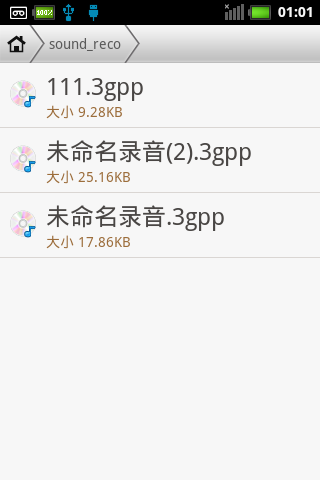 100%
01:01
sound_reco
111.3gpp
大小 9.28KB
未命名录音(2).3gpp
大小 25.16KB
未命名录音.3gpp
大小 17.86KB